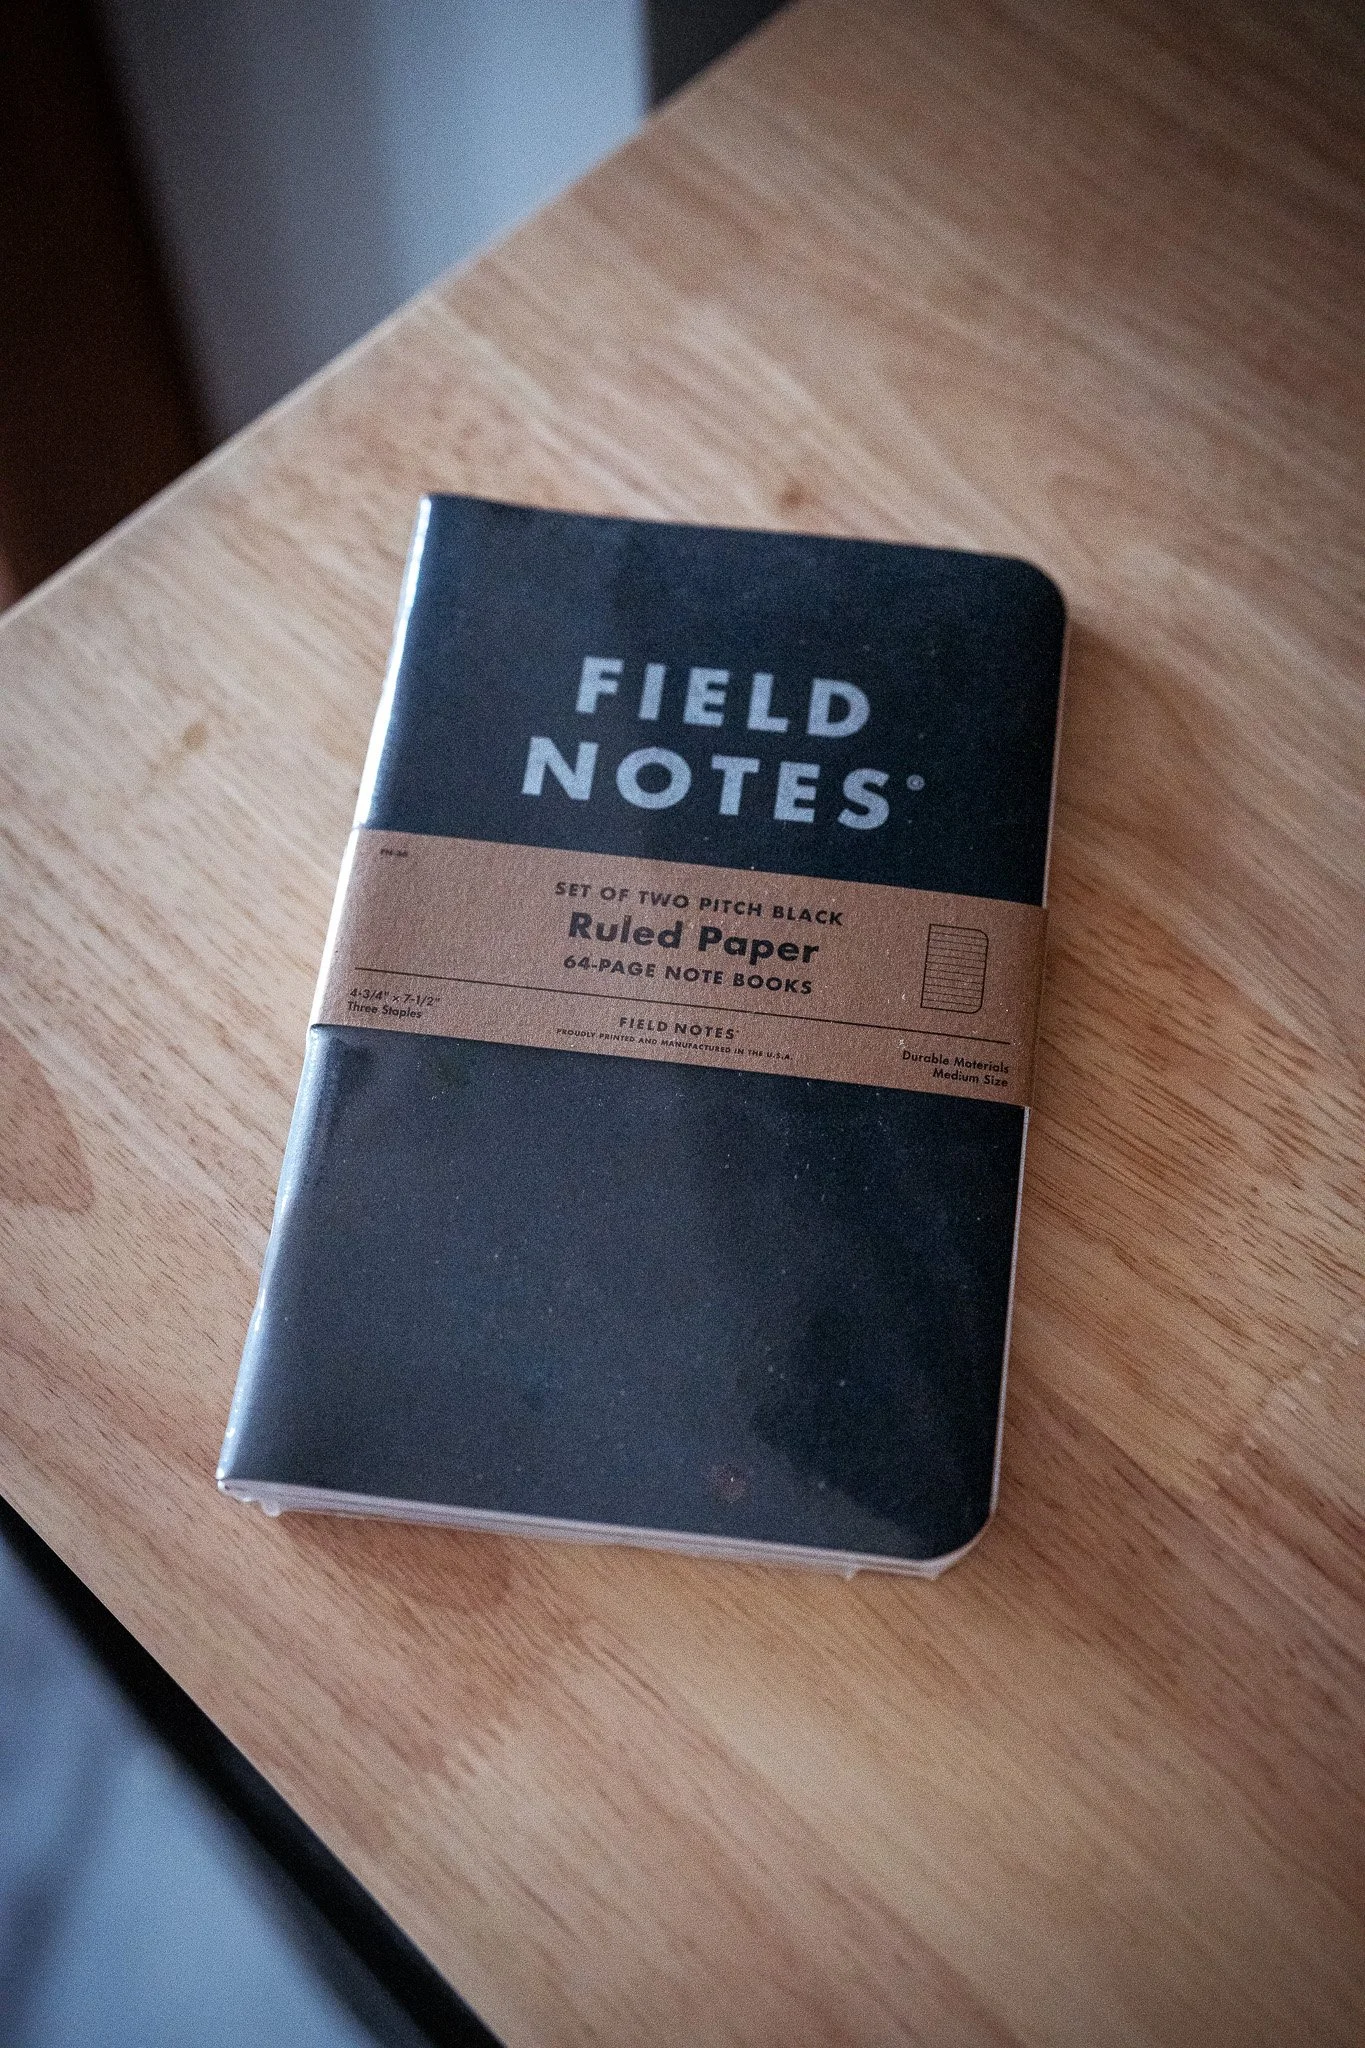 FIELD
NOTES®
SET OF TWO PITCH BLACK
Ruled Paper
64-PAGE NOTE BOOKS
4-3/4" x 7-1/2"
Three Staples
FIELD NOTES
PROUDLY PRINTED AND MANUFACTURED IN THE U.S.A.
Durable Materials
Medium Size